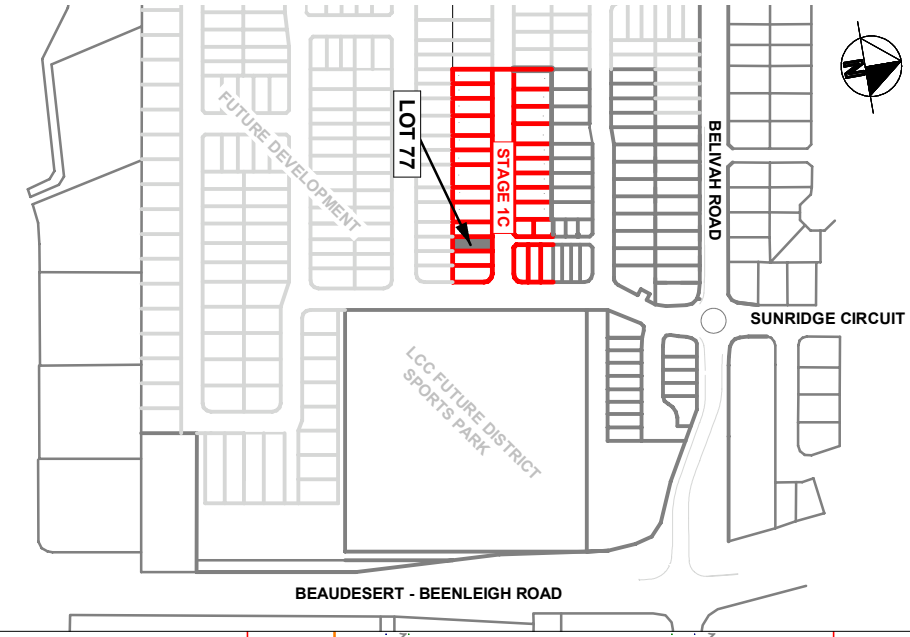 N
BELIVAH ROAD
LOT 77
STAGE 1C
FUTURE DEVELOPMENT
SUNRIDGE CIRCUIT
LCC FUTURE DISTRICT
SPORTS PARK
BEAUDESERT - BEENLEIGH ROAD